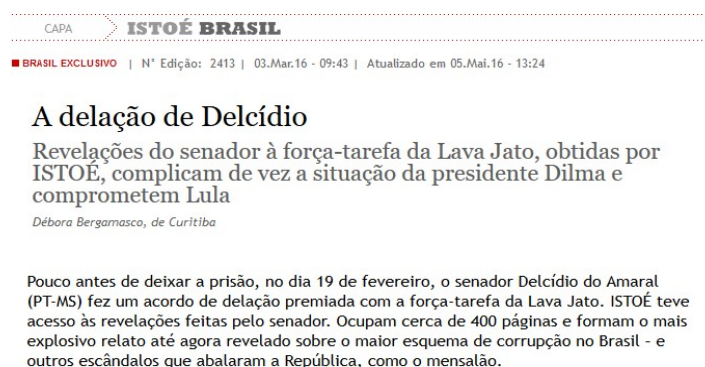 CAPA ISTOÉ BRASIL
BRASIL EXCLUSIVO | N° Edição: 2413 | 03.Mar.16 - 09:43 | Atualizado em 05.Mai.16 - 13:24
A delação de Delcídio
Revelações do senador à força-tarefa da Lava Jato, obtidas por
ISTOÉ, complicam de vez a situação da presidente Dilma e
comprometem Lula
Débora Bergamasco, de Curitiba
Pouco antes de deixar a prisão, no dia 19 de fevereiro, o senador Delcídio do Amaral
(PT-MS) fez um acordo de delação premiada com a força-tarefa da Lava Jato. ISTOÉ teve
acesso às revelações feitas pelo senador. Ocupam cerca de 400 páginas e formam o mais
explosivo relato até agora revelado sobre o maior esquema de corrupção no Brasil - e
outros escândalos que abalaram a República, como o mensalão.